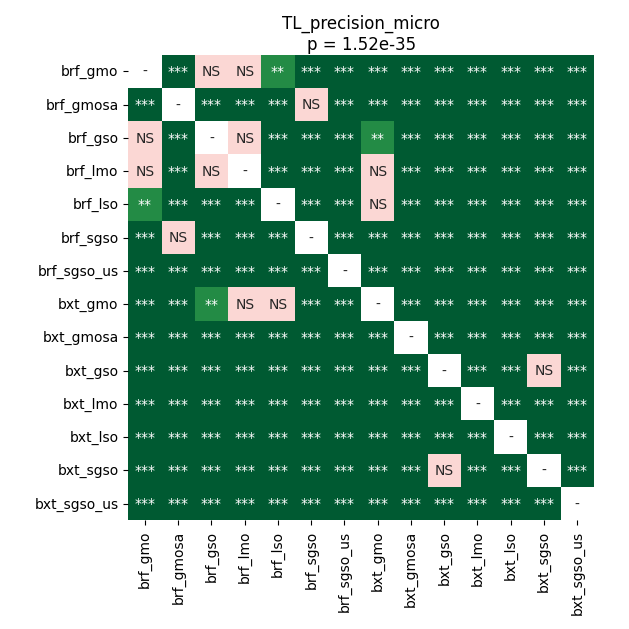 TL_precision_micro
p = 1.52e-35
brf_gmo - *** NS NS ** *** *** *** *** *** *** *** *** ***
brf_gmosa *** - *** *** *** NS *** *** *** *** *** *** *** ***
brf_gso NS *** - NS *** *** *** ** *** *** *** *** *** ***
brf_lmo NS *** NS - *** *** *** NS *** *** *** *** *** ***
brf_lso ** *** *** *** - *** *** NS *** *** *** *** *** ***
brf_sgso *** NS *** *** *** - *** *** *** *** *** *** *** ***
brf_sgso_us *** *** *** *** *** *** - *** *** *** *** *** *** ***
bxt_gmo *** *** ** NS NS *** *** - *** *** *** *** *** ***
bxt_gmosa *** *** *** *** *** *** *** *** - *** *** *** *** ***
bxt_gso *** *** *** *** *** *** *** *** *** - *** *** NS ***
bxt_lmo *** *** *** *** *** *** *** *** *** *** - *** *** ***
bxt_lso *** *** *** *** *** *** *** *** *** *** *** - *** ***
bxt_sgso *** *** *** *** *** *** *** *** *** NS *** *** - ***
bxt_sgso_us *** *** *** *** *** *** *** *** *** *** *** *** *** -
brf_gmo
brf_gmosa
brf_gso
brf_lmo
brf_lso
brf_sgso
brf_sgso_us
bxt_gmo
bxt_gmosa
bxt_gso
bxt_lmo
bxt_lso
bxt_sgso
bxt_sgso_us